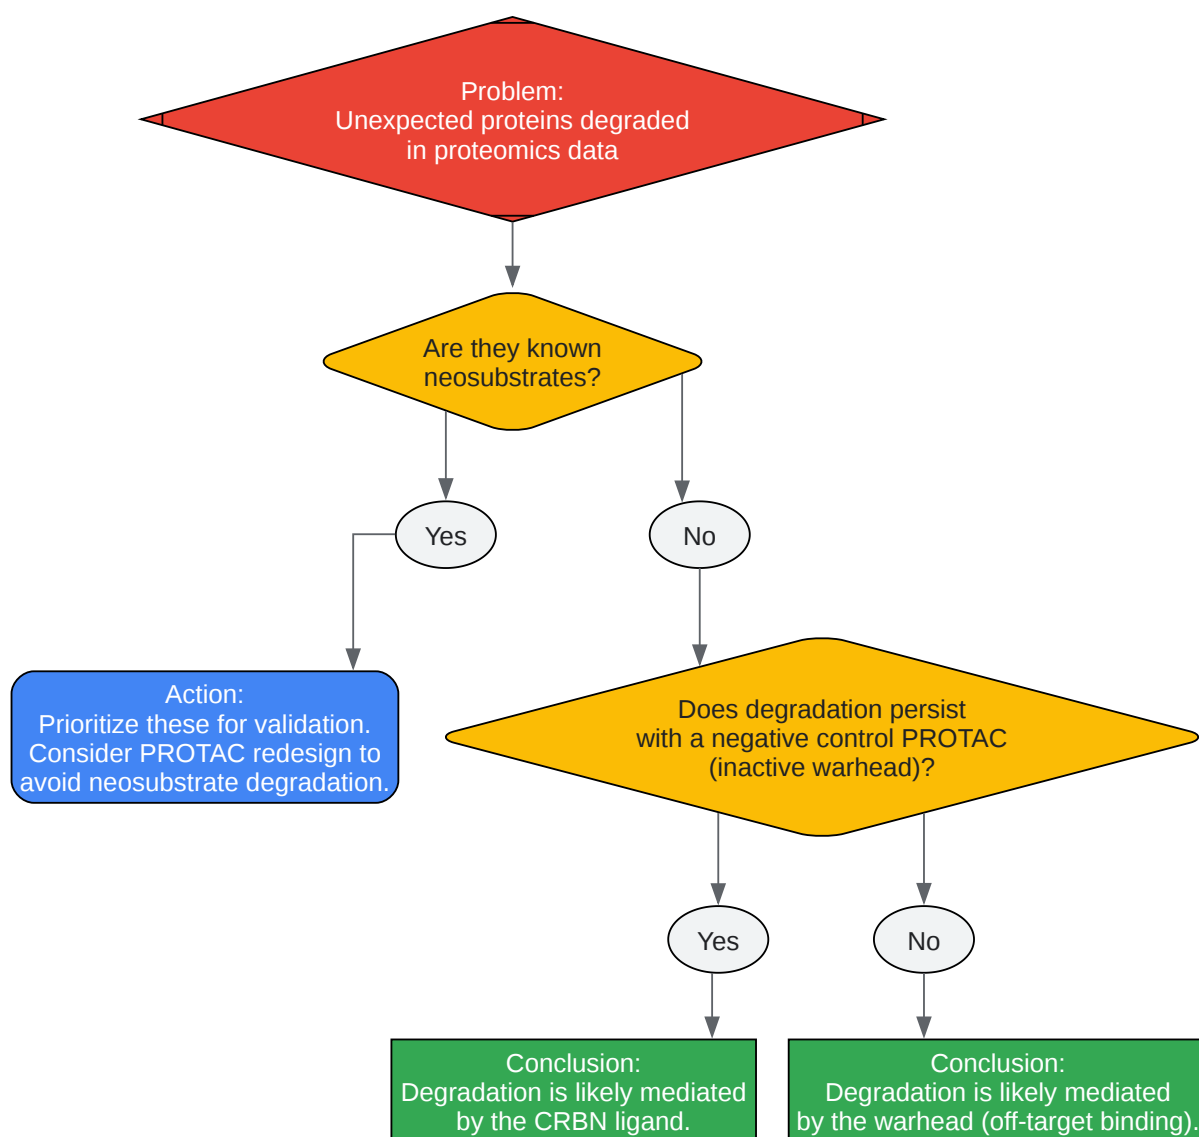 Problem:
Unexpected proteins degraded
in proteomics data
Are they known
neosubstrates?
Yes
No
Action:
Prioritize these for validation.
Consider PROTAC redesign to
avoid neosubstrate degradation.
Does degradation persist
with a negative control PROTAC
(inactive warhead)?
Yes
No
Conclusion:
Degradation is likely mediated
by the CRBN ligand.
Conclusion:
Degradation is likely mediated
by the warhead (off-target binding).